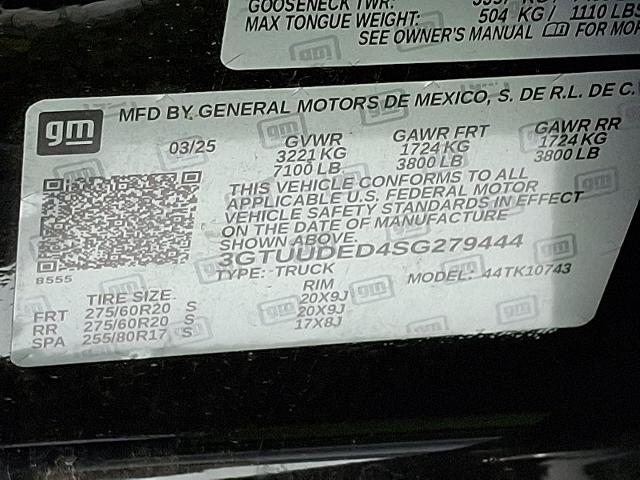 GOOSENECK TWR:
MAX TONGUE WEIGHT: 504 KG/ 1110 LBS
SEE OWNER'S MANUAL FOR MOR
gm
MFD BY GENERAL MOTORS DE MEXICO, S. DE R.L. DE C.V
03/25 GVWR GAWR FRT GAWR RR
3221 KG 1724 KG 1724 KG
7100 LB 3800 LB 3800 LB
THIS VEHICLE CONFORMS TO ALL
APPLICABLE U.S. FEDERAL MOTOR
VEHICLE SAFETY STANDARDS IN EFFECT
ON THE DATE OF MANUFACTURE
SHOWN ABOVE.
3GTUUDED4SG279444
TYPE: TRUCK MODEL: 44TK10743
8555
TIRE SIZE RIM
FRT 275/60R20 S 20X9J
RR 275/60R20 S 20X9J
SPA 255/80R17 S 17X8J